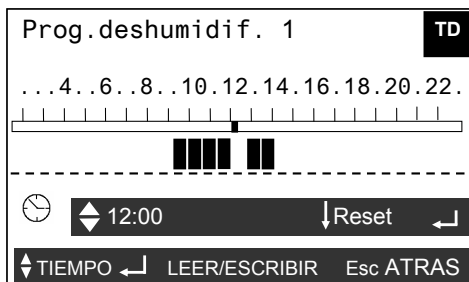 Prog.deshumidif. 1 TD
...4..6..8..10.12.14.16.18.20.22.
12:00 Reset
TIEMPO LEER/ESCRIBIR Esc ATRAS